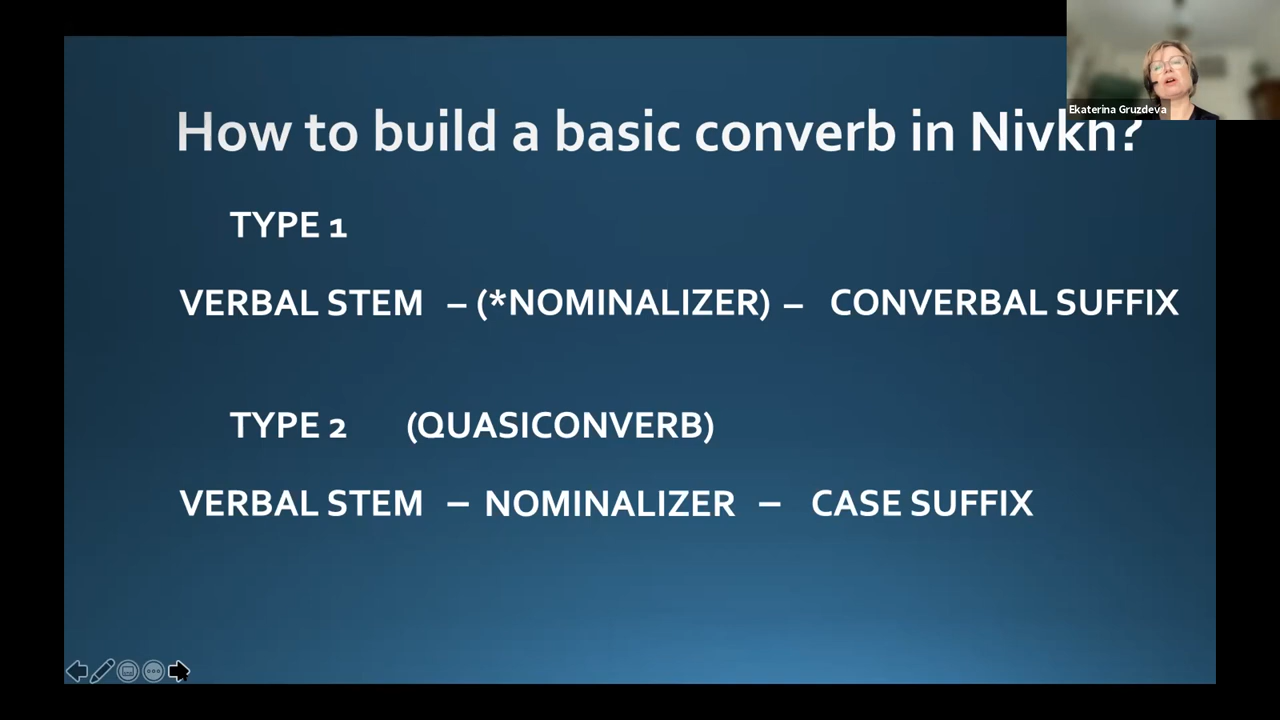 How to build a basic converb in Nivkh?
Ekaterina Gruzdeva
TYPE 1
VERBAL STEM – (*NOMINALIZER) – CONVERBAL SUFFIX
TYPE 2 (QUASICONVERB)
VERBAL STEM – NOMINALIZER – CASE SUFFIX